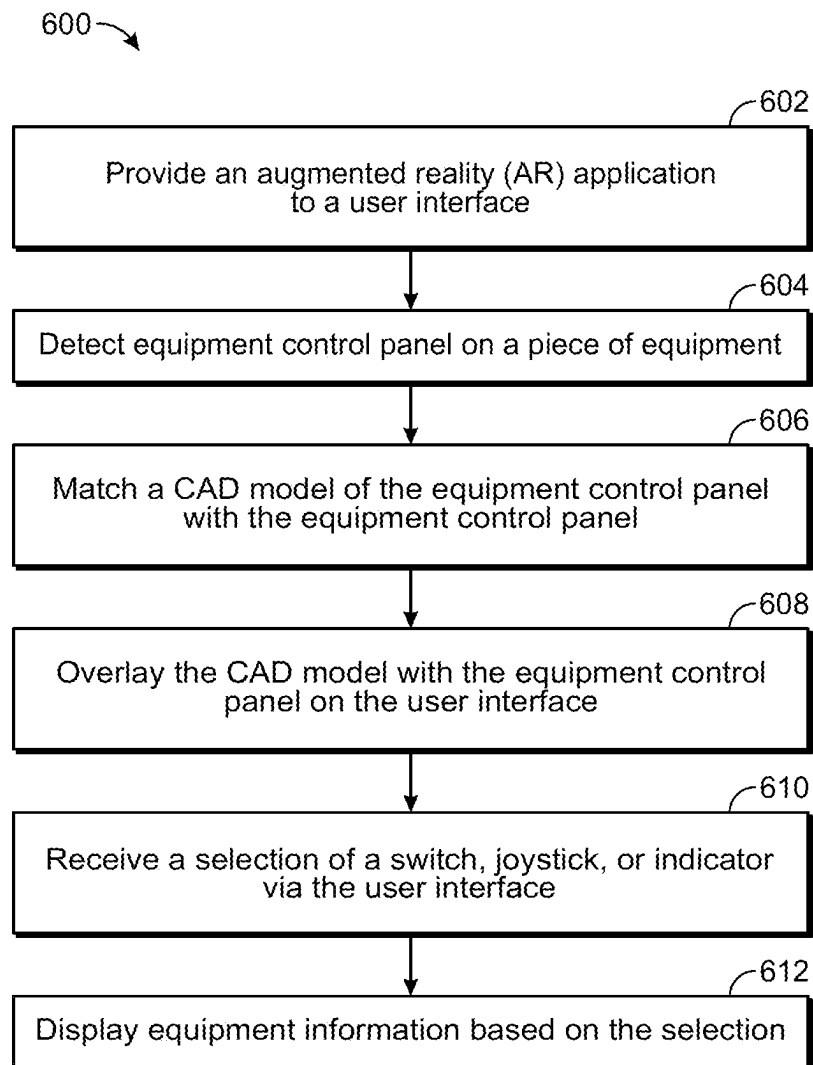 600
602
Provide an augmented reality (AR) application
to a user interface
604
Detect equipment control panel on a piece of equipment
606
Match a CAD model of the equipment control panel
with the equipment control panel
608
Overlay the CAD model with the equipment control
panel on the user interface
610
Receive a selection of a switch, joystick, or indicator
via the user interface
612
Display equipment information based on the selection